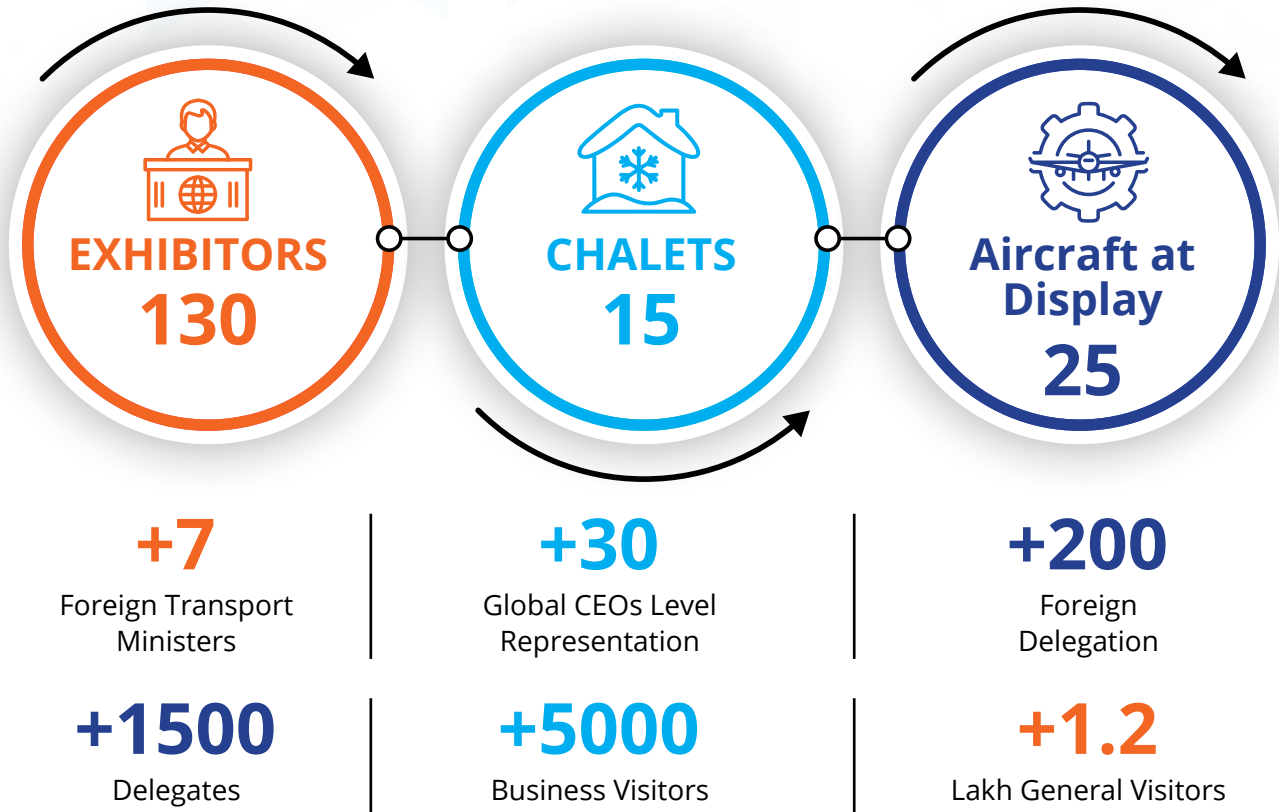 EXHIBITORS
130
CHALETS
15
Aircraft at
Display
25
+7
Foreign Transport
Ministers
+30
Global CEOs Level
Representation
+200
Foreign
Delegation
+1500
Delegates
+5000
Business Visitors
+1.2
Lakh General Visitors